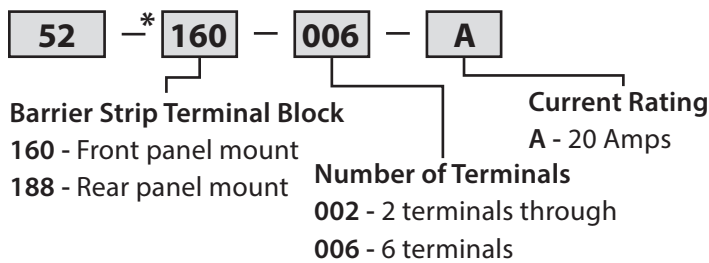 52 –* 160 – 006 – A
Barrier Strip Terminal Block
160 - Front panel mount
188 - Rear panel mount
Number of Terminals
002 - 2 terminals through
006 - 6 terminals
Current Rating
A - 20 Amps